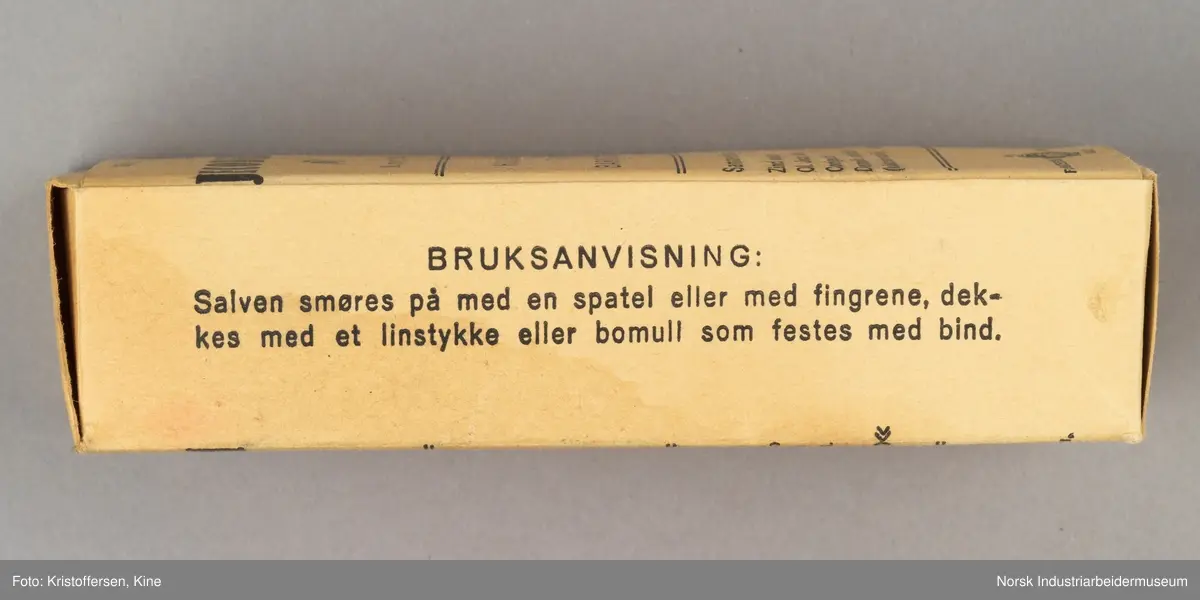 BRUKSANVISNING:
Salven smøres på med en spatel eller med fingrene, dek-
kes med et linstykke eller bomull som festes med bind.
Foto: Kristoffersen, Kine
Norsk Industriarbeidermuseum